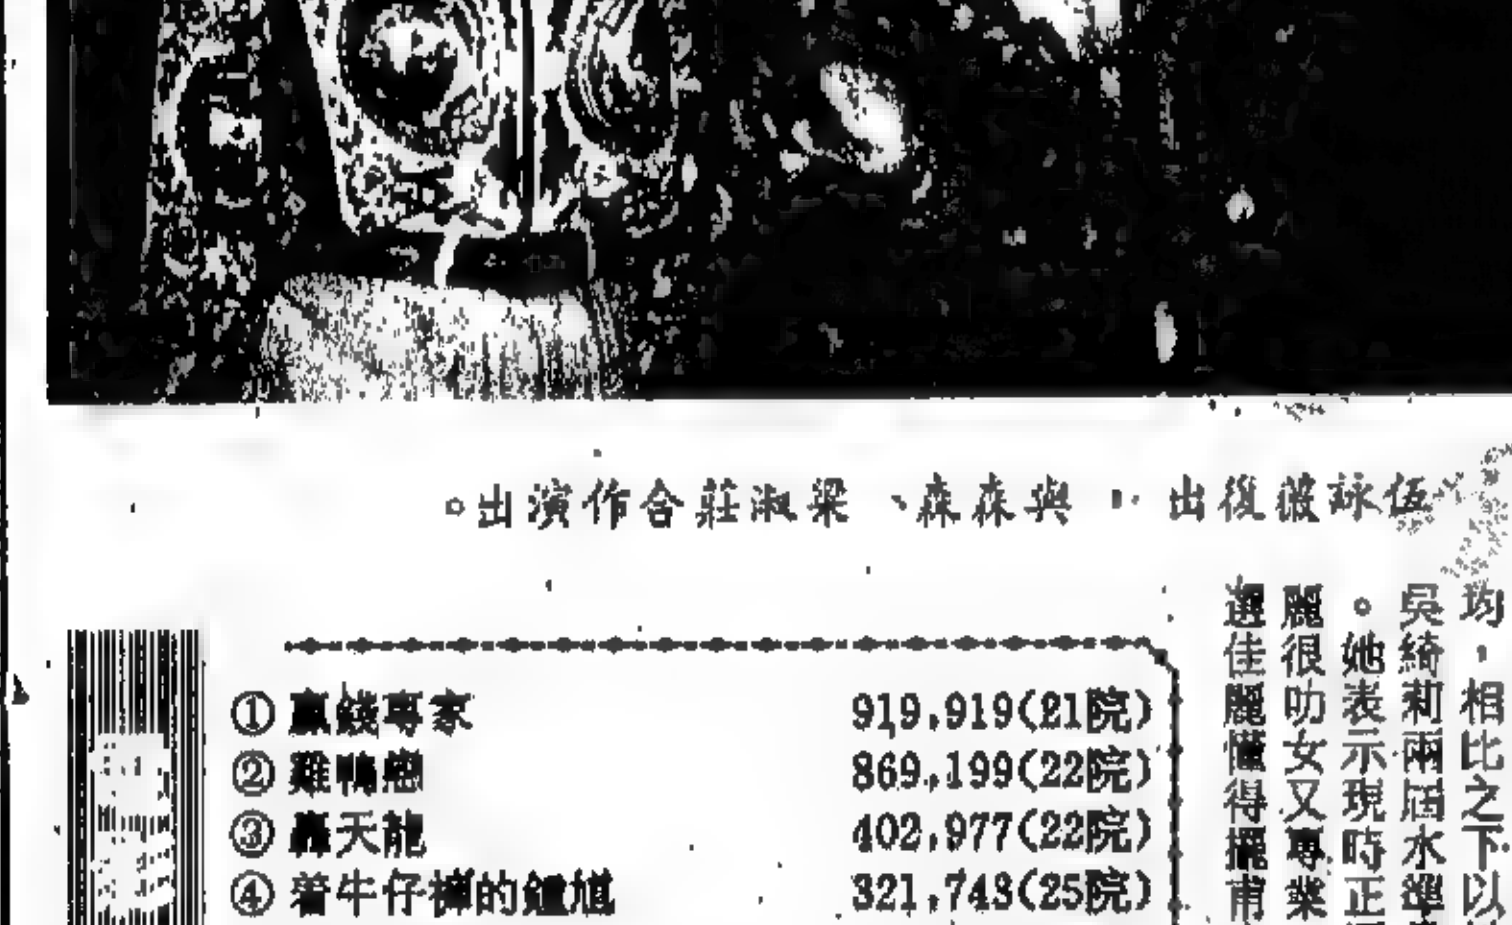 伍詠薇復出，與森森、梁淑莊合作演出。
均，相比之下以
吳綺莉兩屆水準
。她表示現時正
麗很叻女又專業
選佳麗懂得擺甫
① 贏錢專家 919,919(21院)
② 雞鴨戀 869,199(22院)
③ 轟天龍 402,977(22院)
④ 着牛仔褲的鍾馗 321,743(25院)